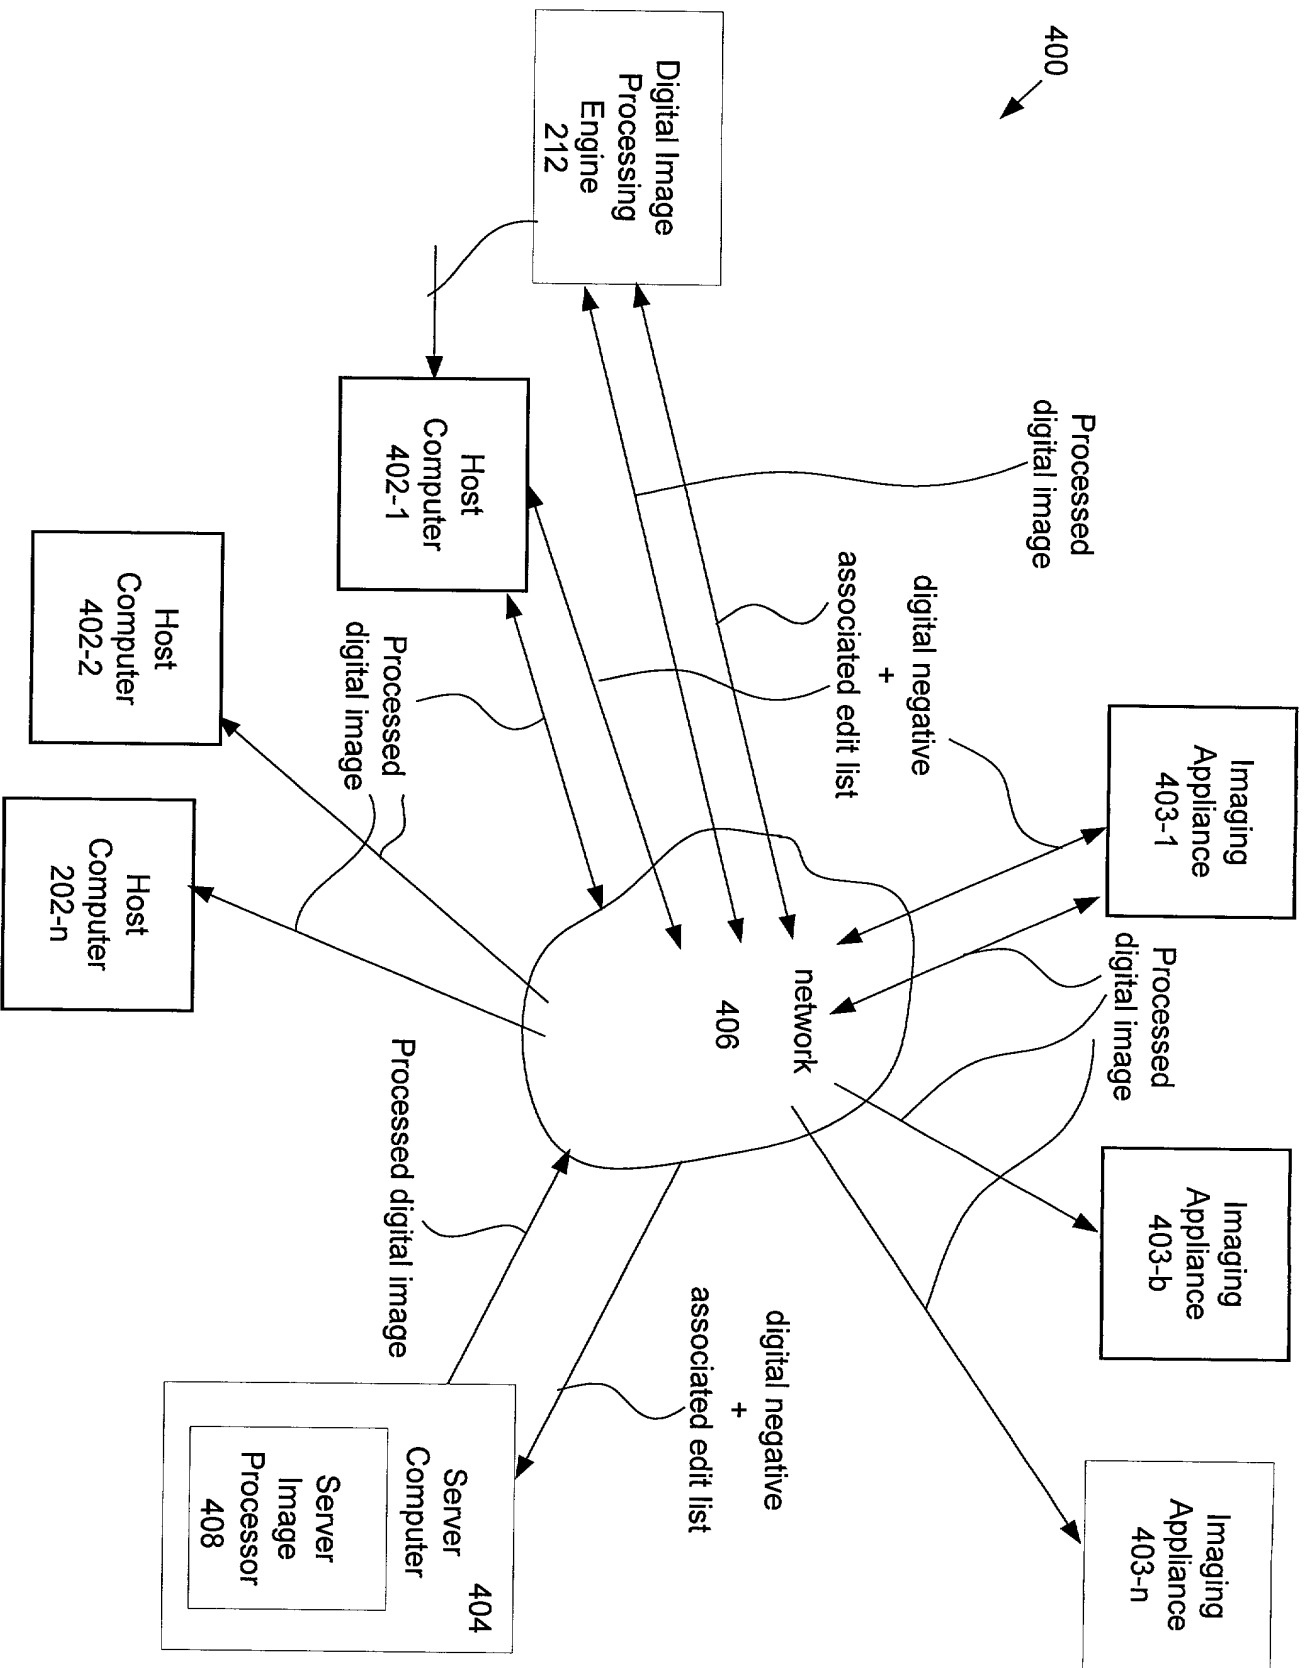 400
Digital Image
Processing
Engine
212
Processed
digital image
digital negative
+
associated edit list
Imaging
Appliance
403-1
Host
Computer
402-1
Processed
digital image
Host
Computer
402-2
Host
Computer
202-n
network
406
Processed
digital image
Imaging
Appliance
403-b
Imaging
Appliance
403-n
Processed digital image
digital negative
+
associated edit list
Server
Computer
404
Server
Image
Processor
408